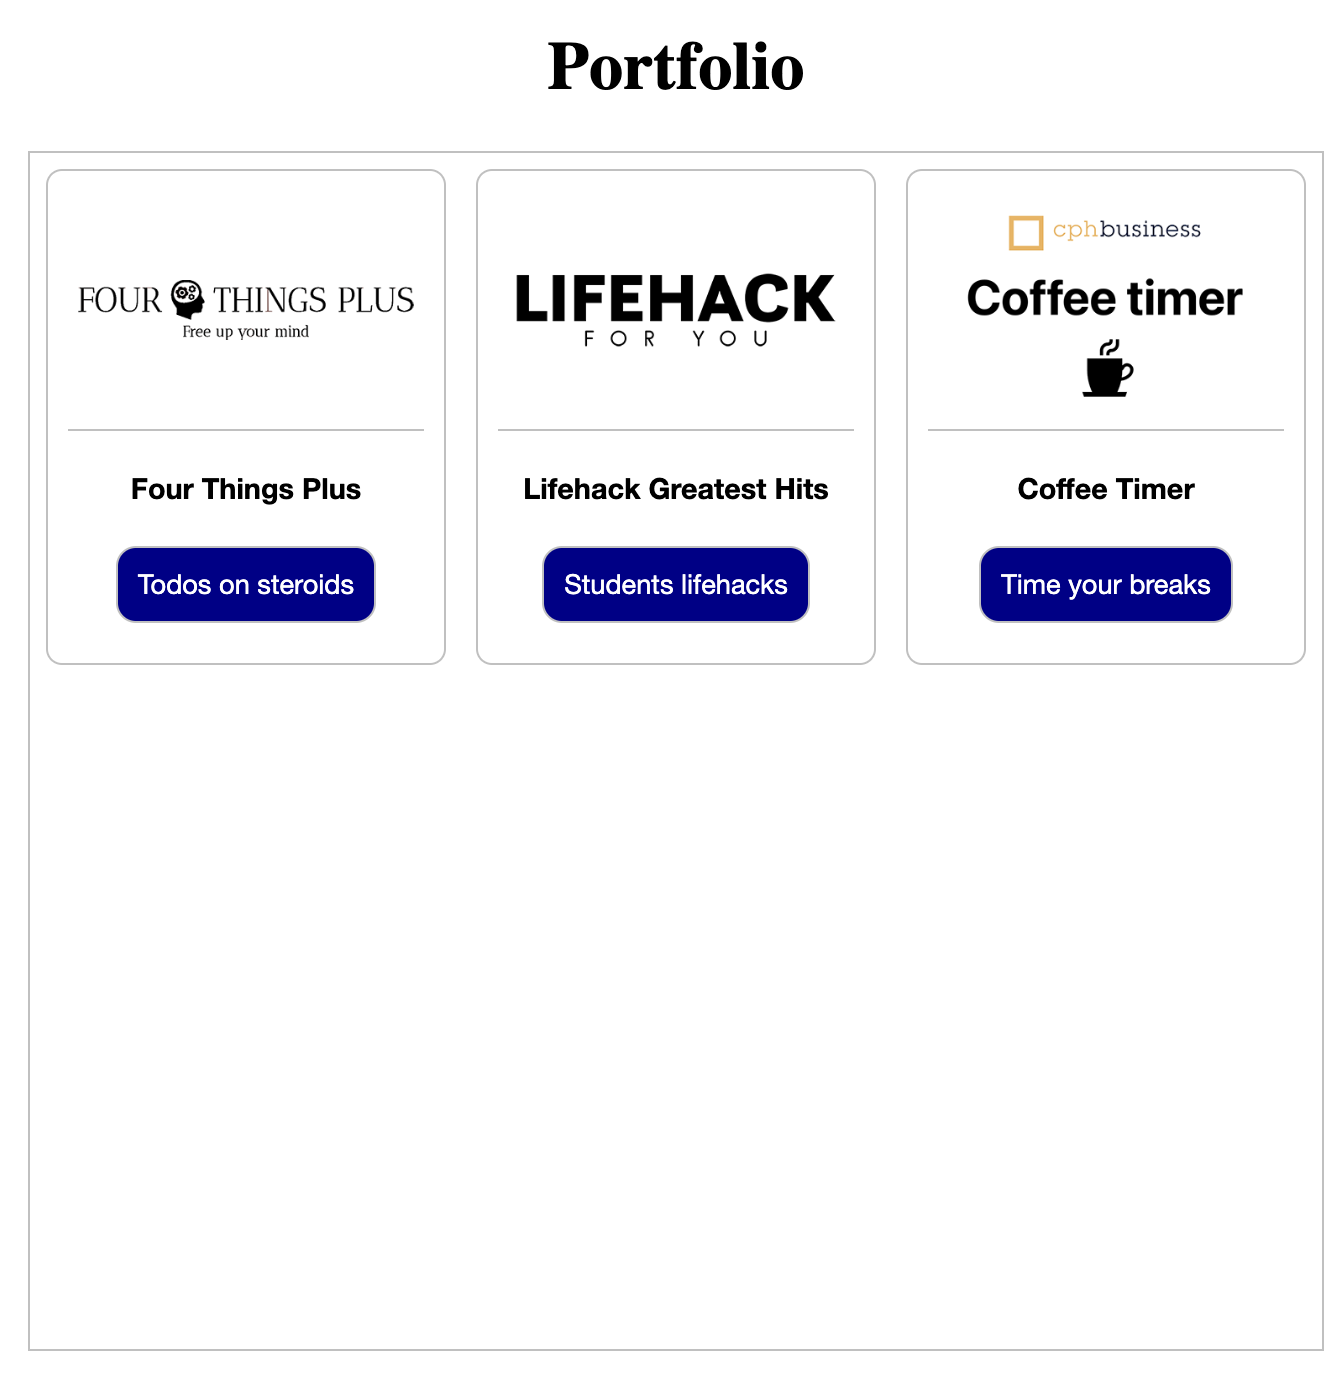 Portfolio
FOUR THINGS PLUS
Free up your mind
Four Things Plus
Todos on steroids
LIFEHACK
FOR YOU
Lifehack Greatest Hits
Students lifehacks
cphbusiness
Coffee timer
Coffee Timer
Time your breaks